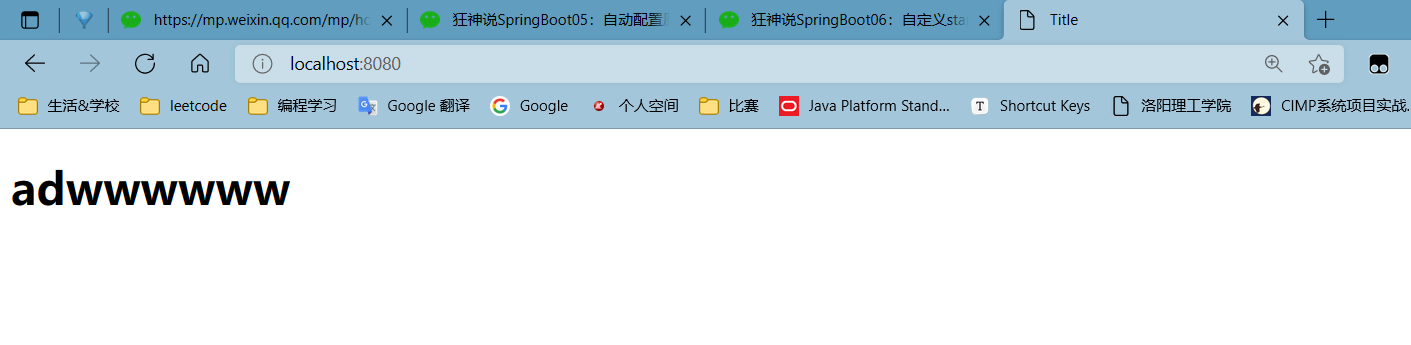 https://mp.weixin.qq.com/mp/ho
狂神说SpringBoot05：自动配置原
狂神说SpringBoot06：自定义sta
Title
localhost:8080
生活&学校 leetcode 编程学习 Google 翻译 Google 个人空间 比赛 Java Platform Stand... T Shortcut Keys 洛阳理工学院 CIMP系统项目实战.
adwwwwww